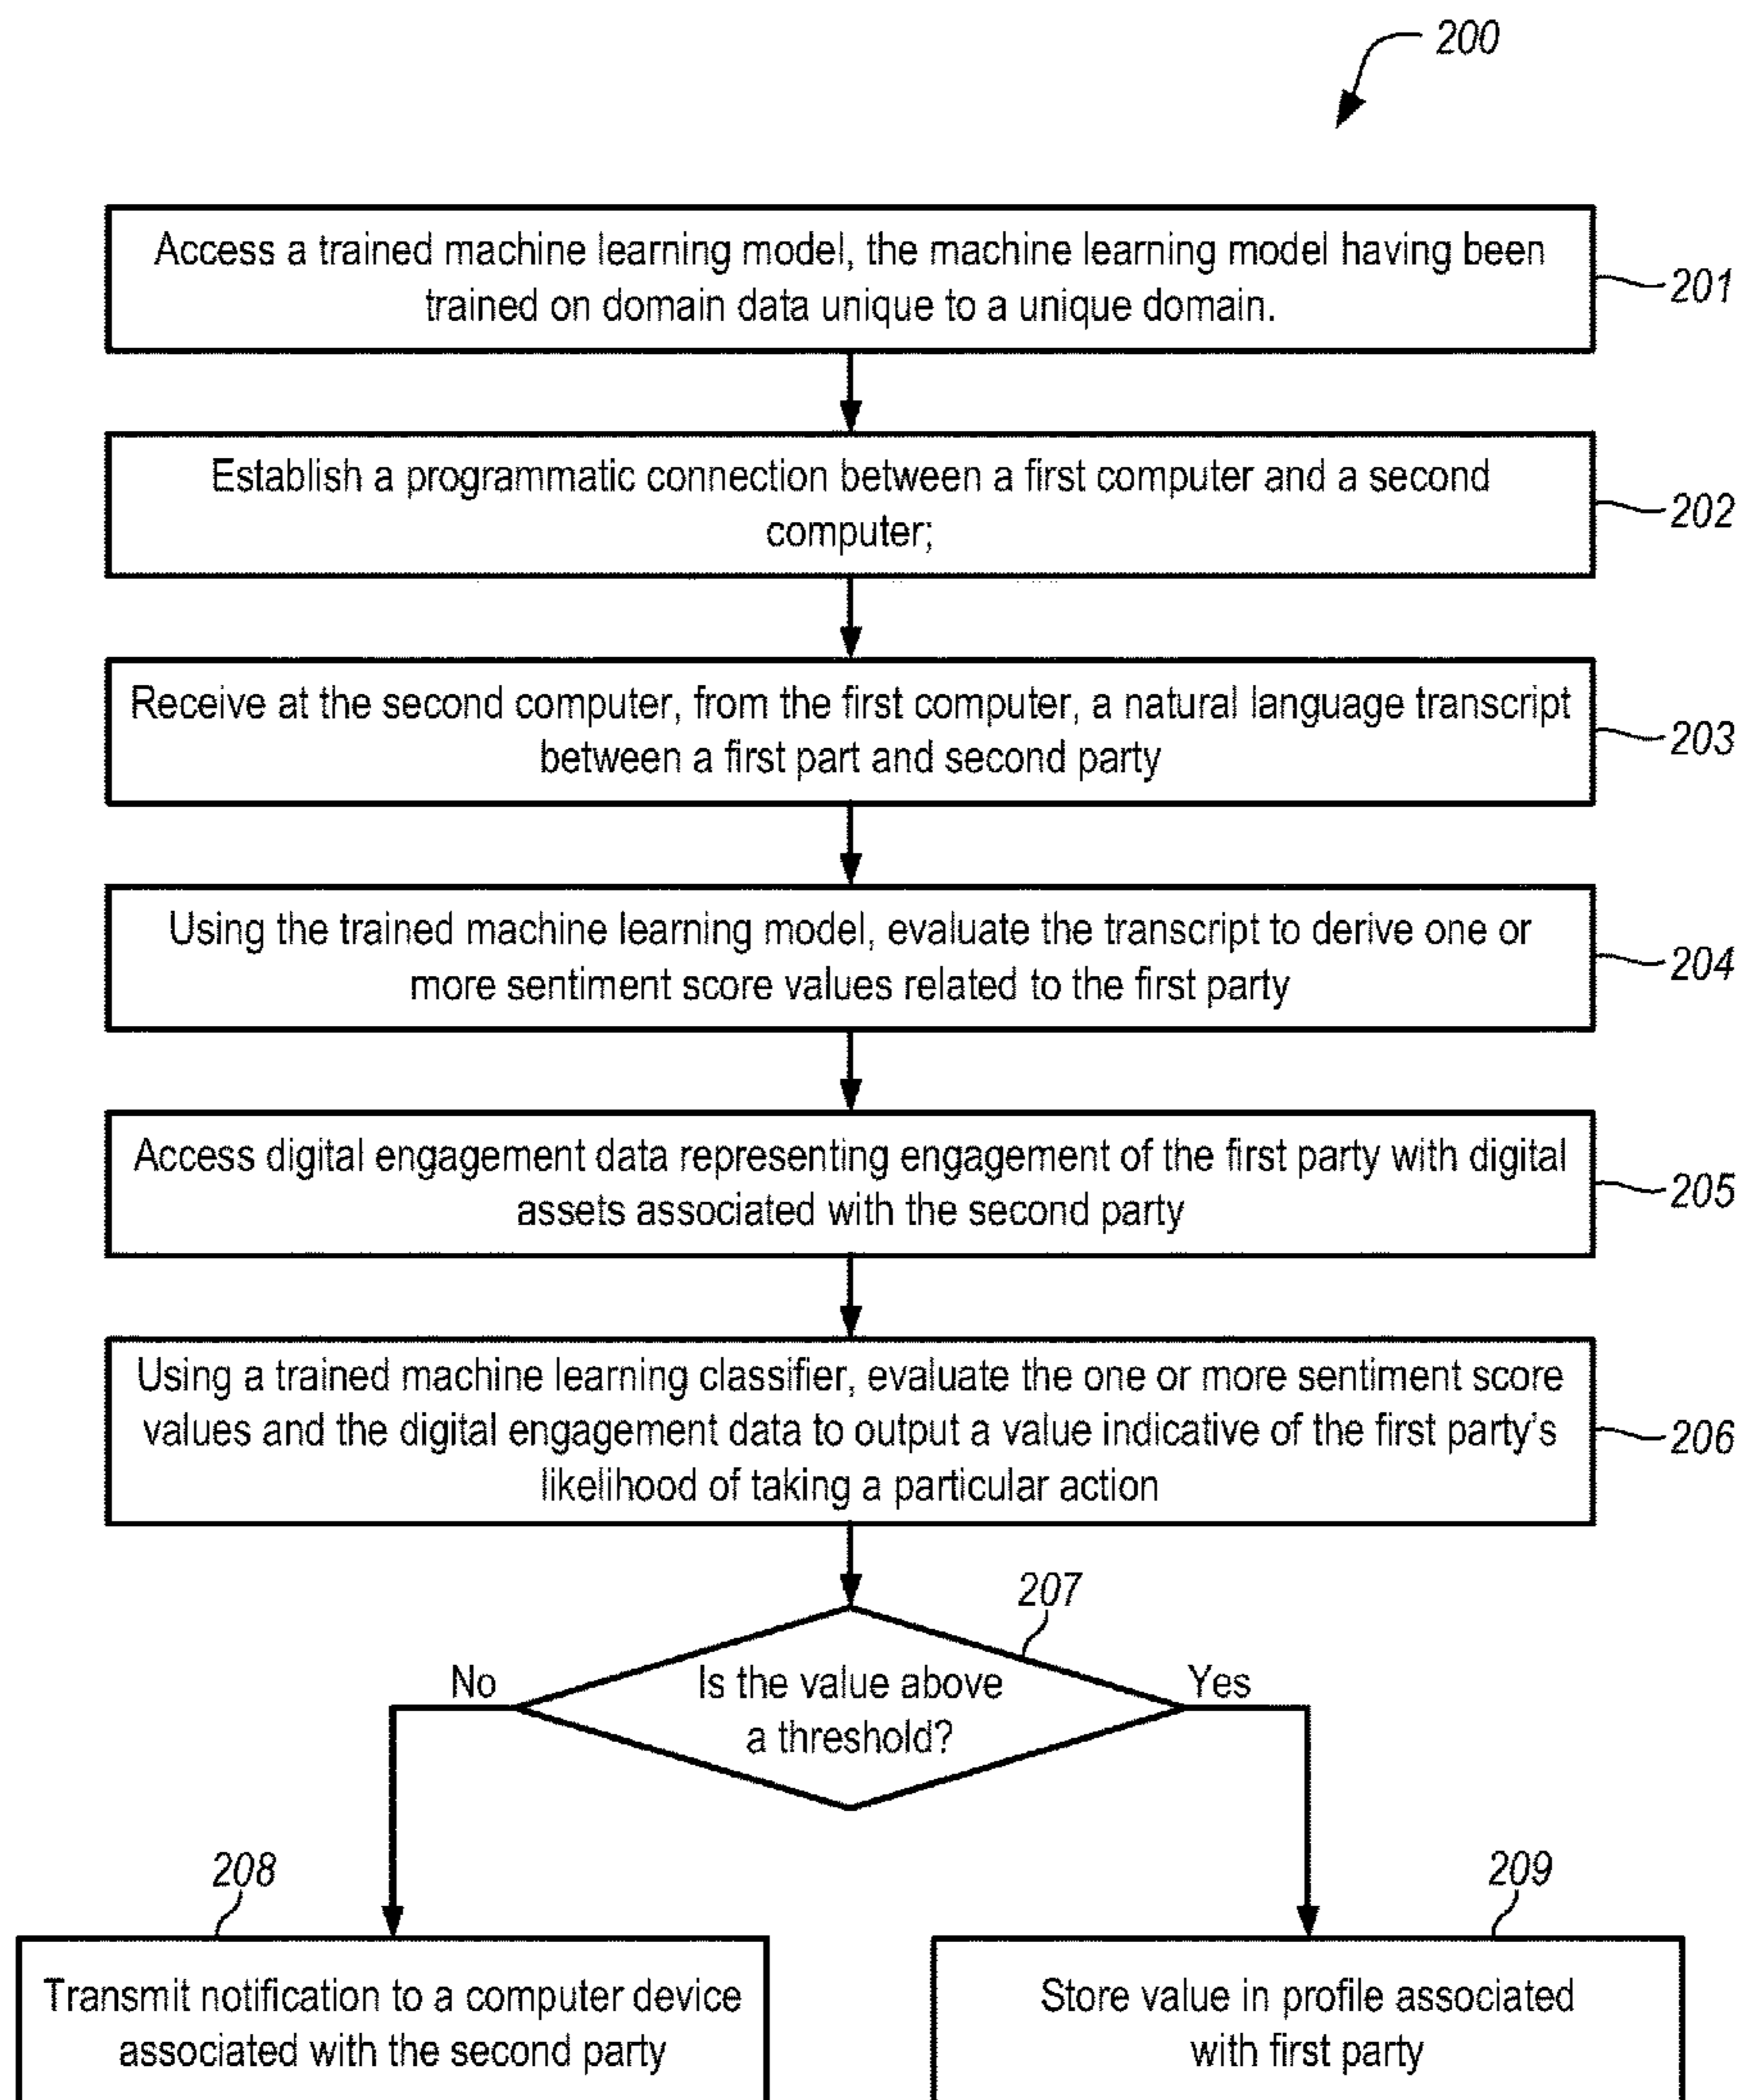 200
Access a trained machine learning model, the machine learning model having been
trained on domain data unique to a unique domain.
201
Establish a programmatic connection between a first computer and a second
computer;
202
Receive at the second computer, from the first computer, a natural language transcript
between a first part and second party
203
Using the trained machine learning model, evaluate the transcript to derive one or
more sentiment score values related to the first party
204
Access digital engagement data representing engagement of the first party with digital
assets associated with the second party
205
Using a trained machine learning classifier, evaluate the one or more sentiment score
values and the digital engagement data to output a value indicative of the first party's
likelihood of taking a particular action
206
207
No
Is the value above
a threshold?
Yes
208
Transmit notification to a computer device
associated with the second party
209
Store value in profile associated
with first party